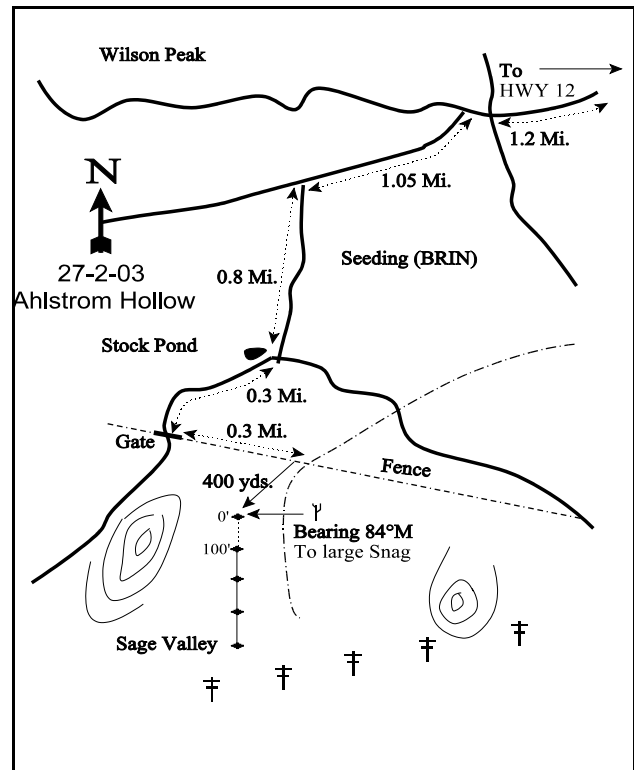 Wilson Peak
To
HWY 12
1.2 Mi.
1.05 Mi.
N
27-2-03
Ahlstrom Hollow
0.8 Mi.
Seeding (BRIN)
Stock Pond
0.3 Mi.
Gate
0.3 Mi.
Fence
400 yds.
0'
Bearing 84°M
To large Snag
100'
Sage Valley